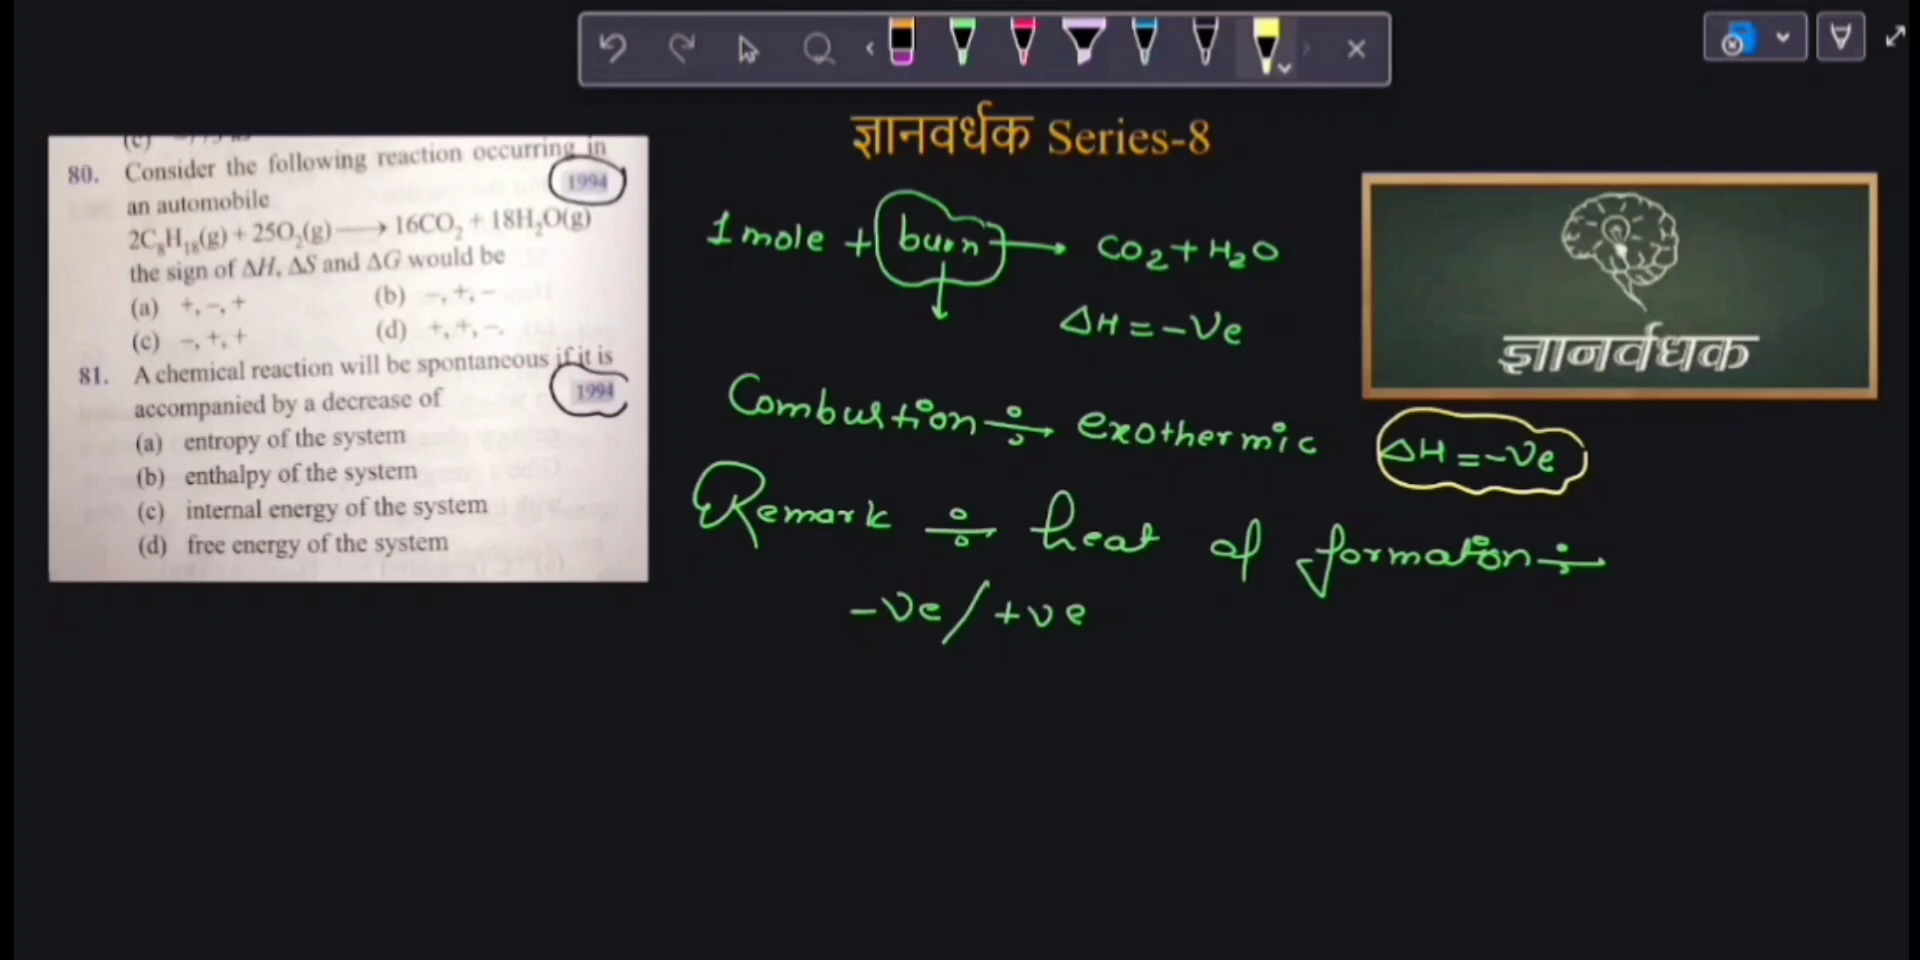 ज्ञानवर्धक Series-8
80. Consider the following reaction occurring in
an automobile 1994
2C₈H₁₈(g) + 25O₂(g) ⟶ 16CO₂ + 18H₂O(g)
the sign of ΔH, ΔS and ΔG would be
(a) +, −, + (b) −, +, −
(c) −, +, + (d) +, +, −.
81. A chemical reaction will be spontaneous if it is
accompanied by a decrease of 1994
(a) entropy of the system
(b) enthalpy of the system
(c) internal energy of the system
(d) free energy of the system
1 mole + burn → CO₂ + H₂O
ΔH = -Ve
Combustion ÷ exothermic ΔH = -Ve
Remark ÷ heat of formation ÷
-ve / +ve
ज्ञानर्वधक